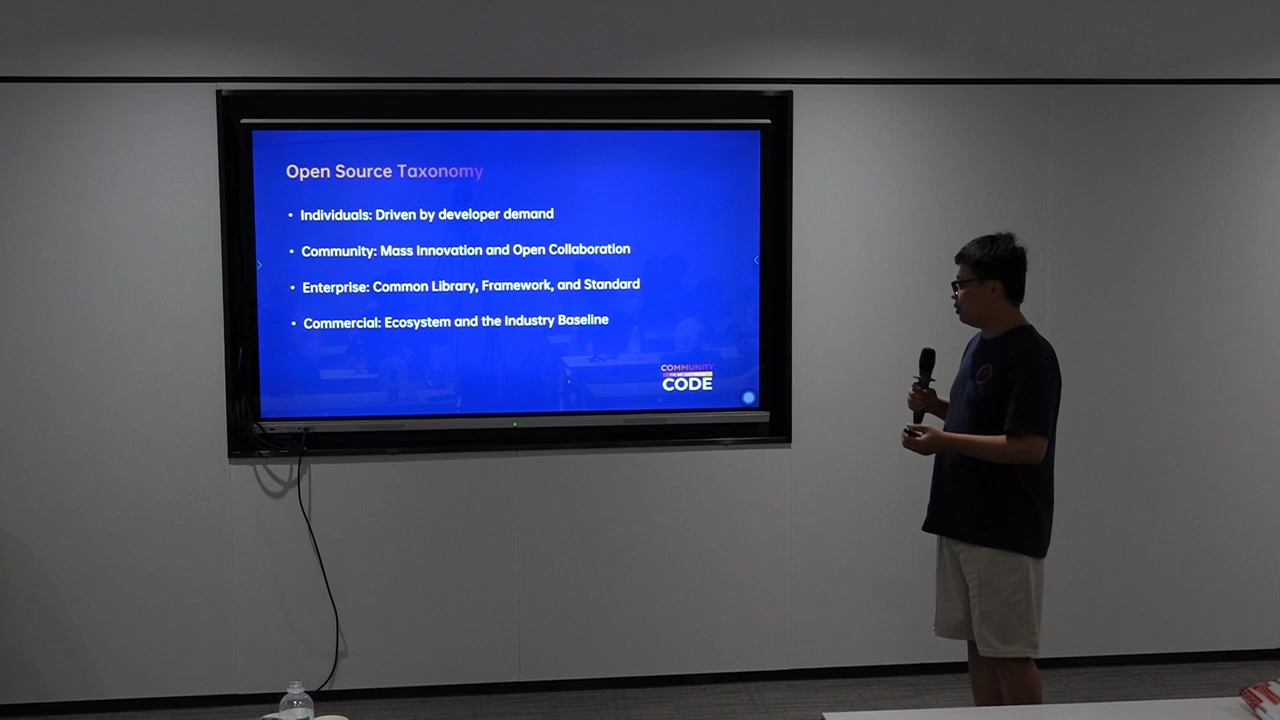 Open Source Taxonomy
• Individuals: Driven by developer demand
• Community: Mass Innovation and Open Collaboration
• Enterprise: Common Library, Framework, and Standard
• Commercial: Ecosystem and the Industry Baseline
COMMUNITY
CODE